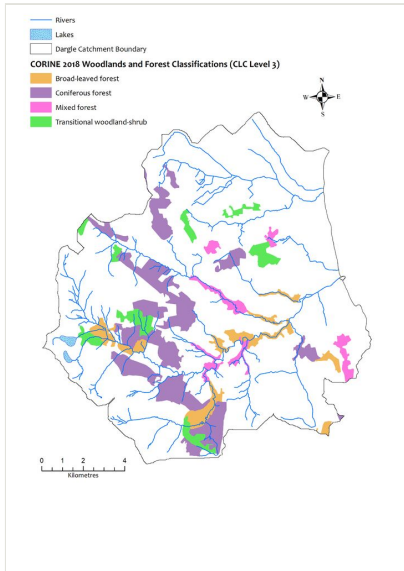 Rivers
Lakes
Dargle Catchment Boundary
CORINE 2018 Woodlands and Forest Classifications (CLC Level 3)
Broad-leaved forest
Coniferous forest
Mixed forest
Transitional woodland-shrub
N
W E
S
0 1 2 4
Kilometres